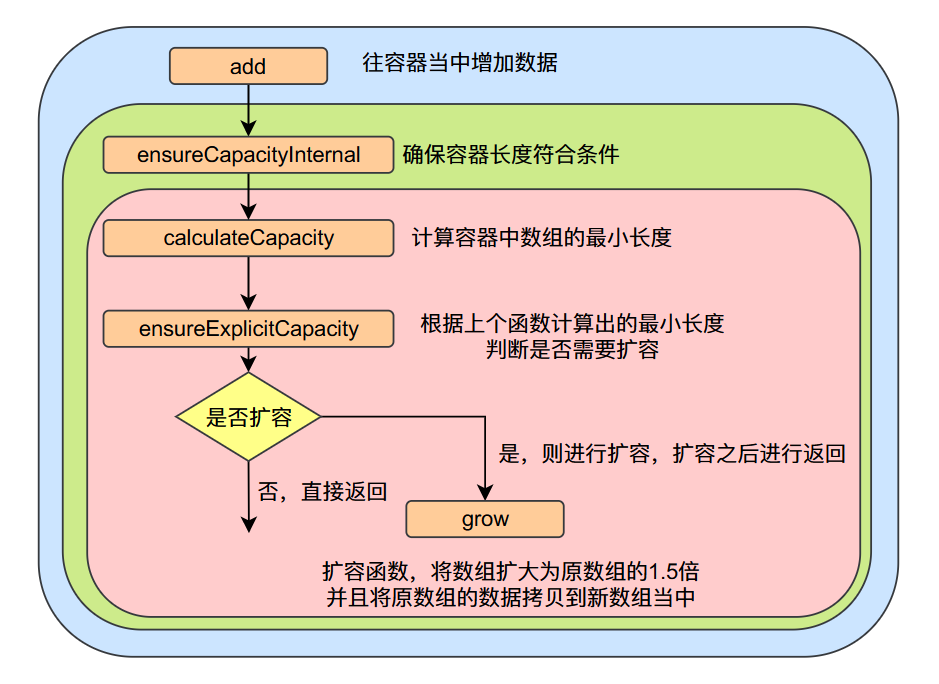 add
往容器当中增加数据
ensureCapacityInternal
确保容器长度符合条件
calculateCapacity
计算容器中数组的最小长度
ensureExplicitCapacity
根据上个函数计算出的最小长度
判断是否需要扩容
是否扩容
是，则进行扩容，扩容之后进行返回
否，直接返回
grow
扩容函数，将数组扩大为原数组的1.5倍
并且将原数组的数据拷贝到新数组当中